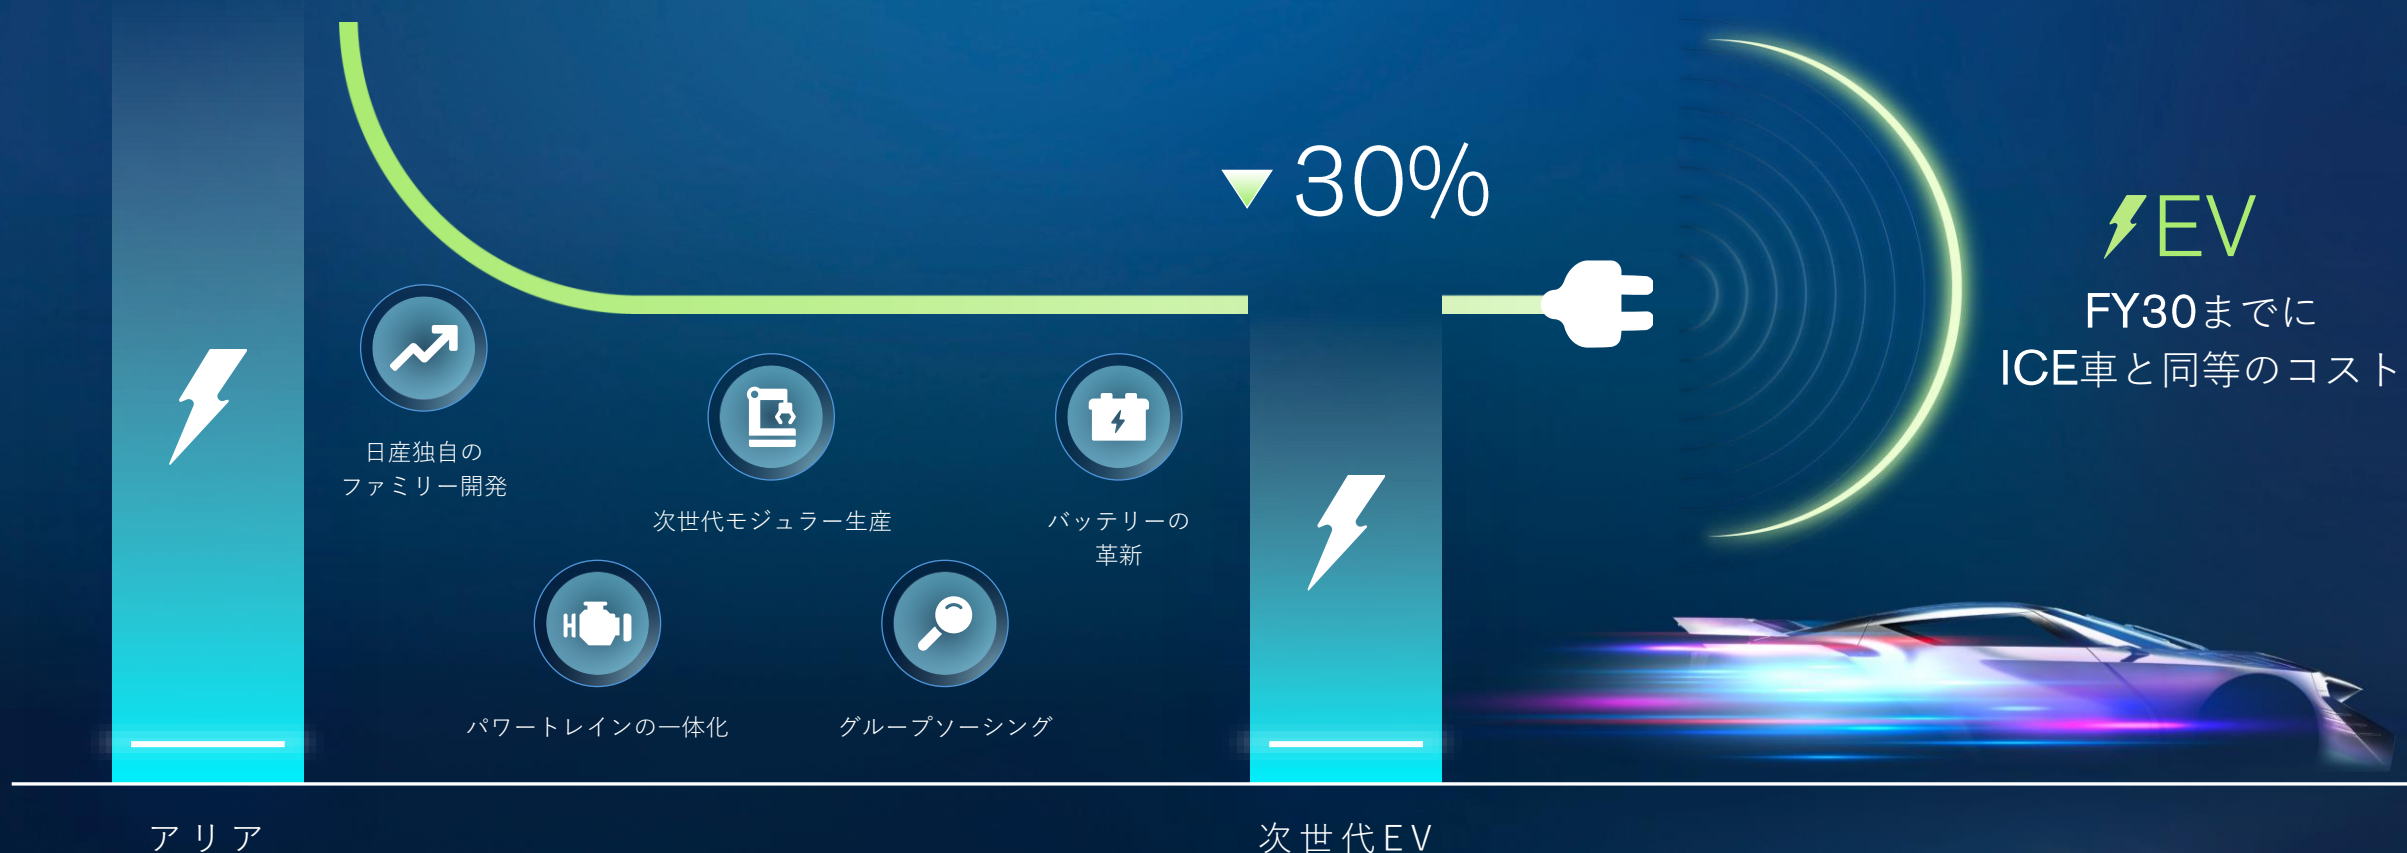 30%
EV
FY30までに
ICE車と同等のコスト
日産独自の
ファミリー開発
次世代モジュラー生産
バッテリーの
革新
パワートレインの一体化
グループソーシング
アリア
次世代EV